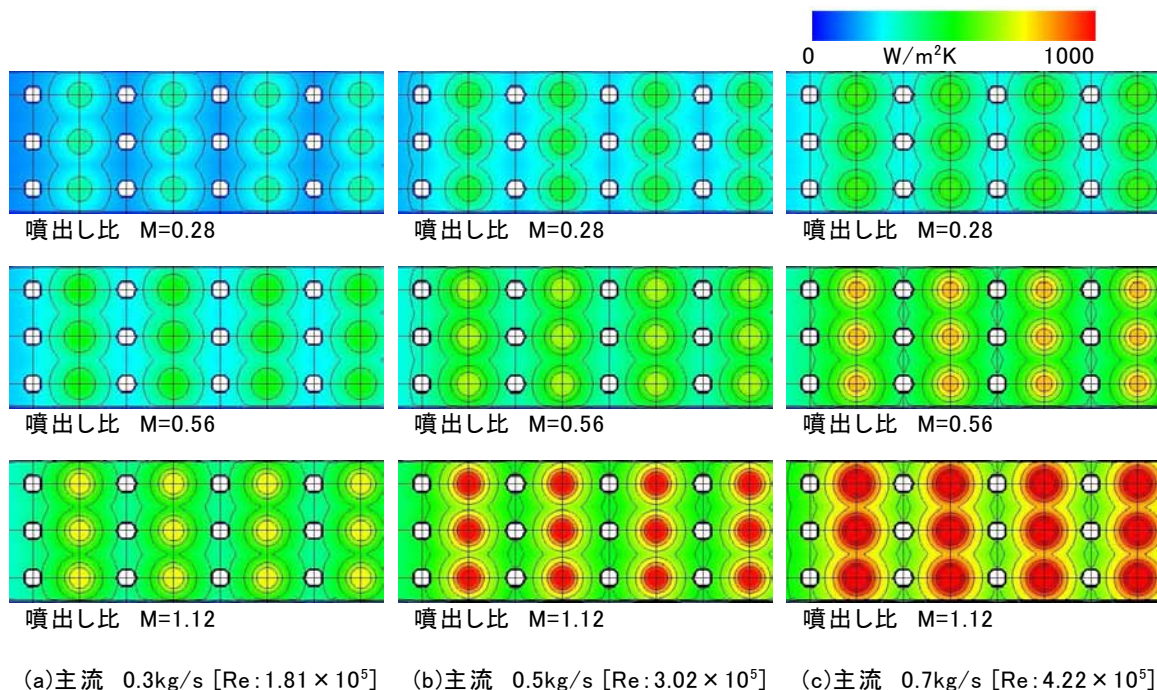 0 W/m²K 1000
噴出し比 M=0.28 噴出し比 M=0.28 噴出し比 M=0.28
噴出し比 M=0.56 噴出し比 M=0.56 噴出し比 M=0.56
噴出し比 M=1.12 噴出し比 M=1.12 噴出し比 M=1.12
(a)主流 0.3kg/s [Re:1.81×10⁵] (b)主流 0.5kg/s [Re:3.02×10⁵] (c)主流 0.7kg/s [Re:4.22×10⁵]